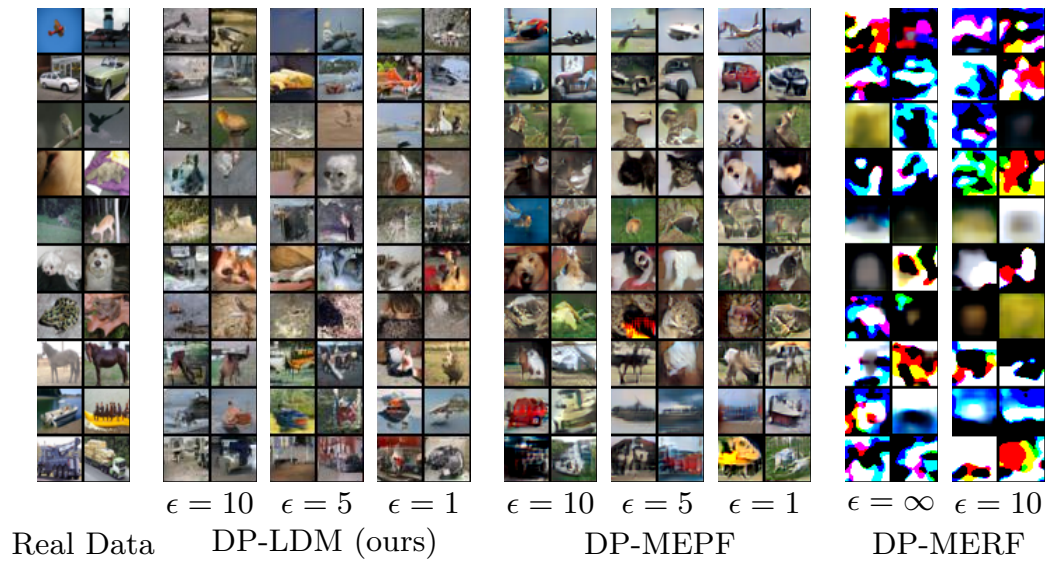 ϵ = 10 ϵ = 5 ϵ = 1 ϵ = 10 ϵ = 5 ϵ = 1 ϵ = ∞ ϵ = 10
Real Data DP-LDM (ours) DP-MEPF DP-MERF